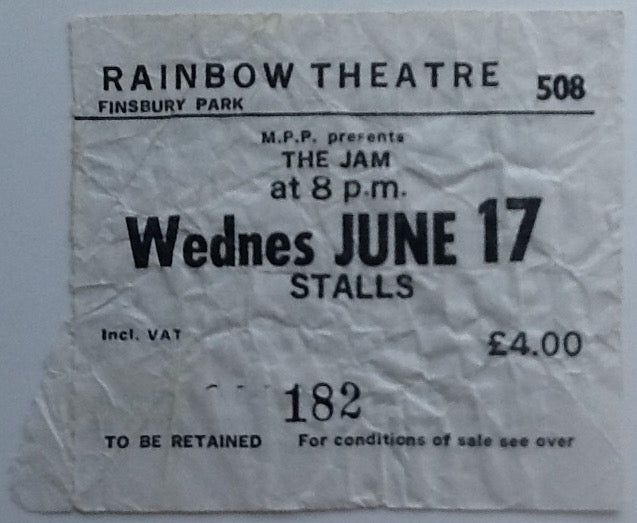 RAINBOW THEATRE 508
FINSBURY PARK
M.P.P. presents
THE JAM
at 8 p.m.
Wednes JUNE 17
STALLS
Incl. VAT £4.00
182
TO BE RETAINED For conditions of sale see over